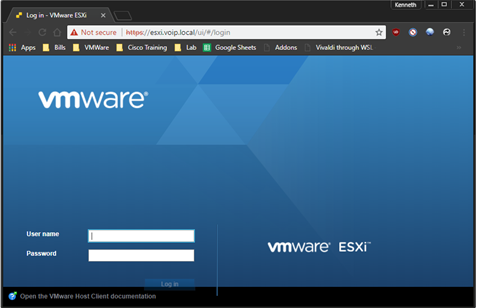 Kenneth
Log in - VMware ESXi
Not secure https://esxi.voip.local/ui/#/login
Apps Bills VMWare Cisco Training Lab Google Sheets Addons Vivaldi through WSL »
vmware®
User name
Password
Log in
vmware® ESXi™
Open the VMware Host Client documentation